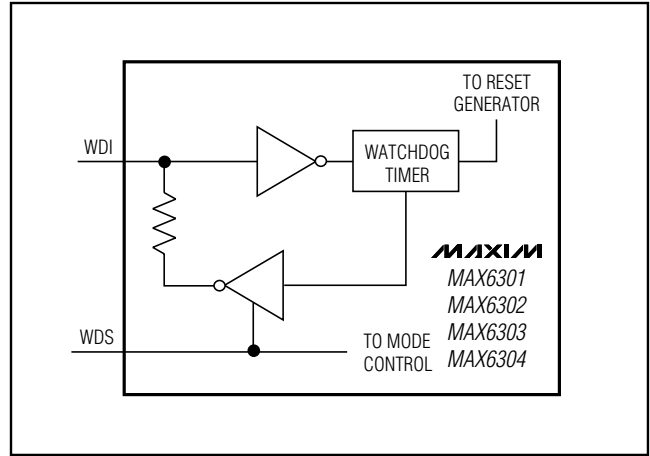 TO RESET
GENERATOR
WDI
WATCHDOG
TIMER
MAXIM
MAX6301
MAX6302
MAX6303
MAX6304
WDS
TO MODE
CONTROL